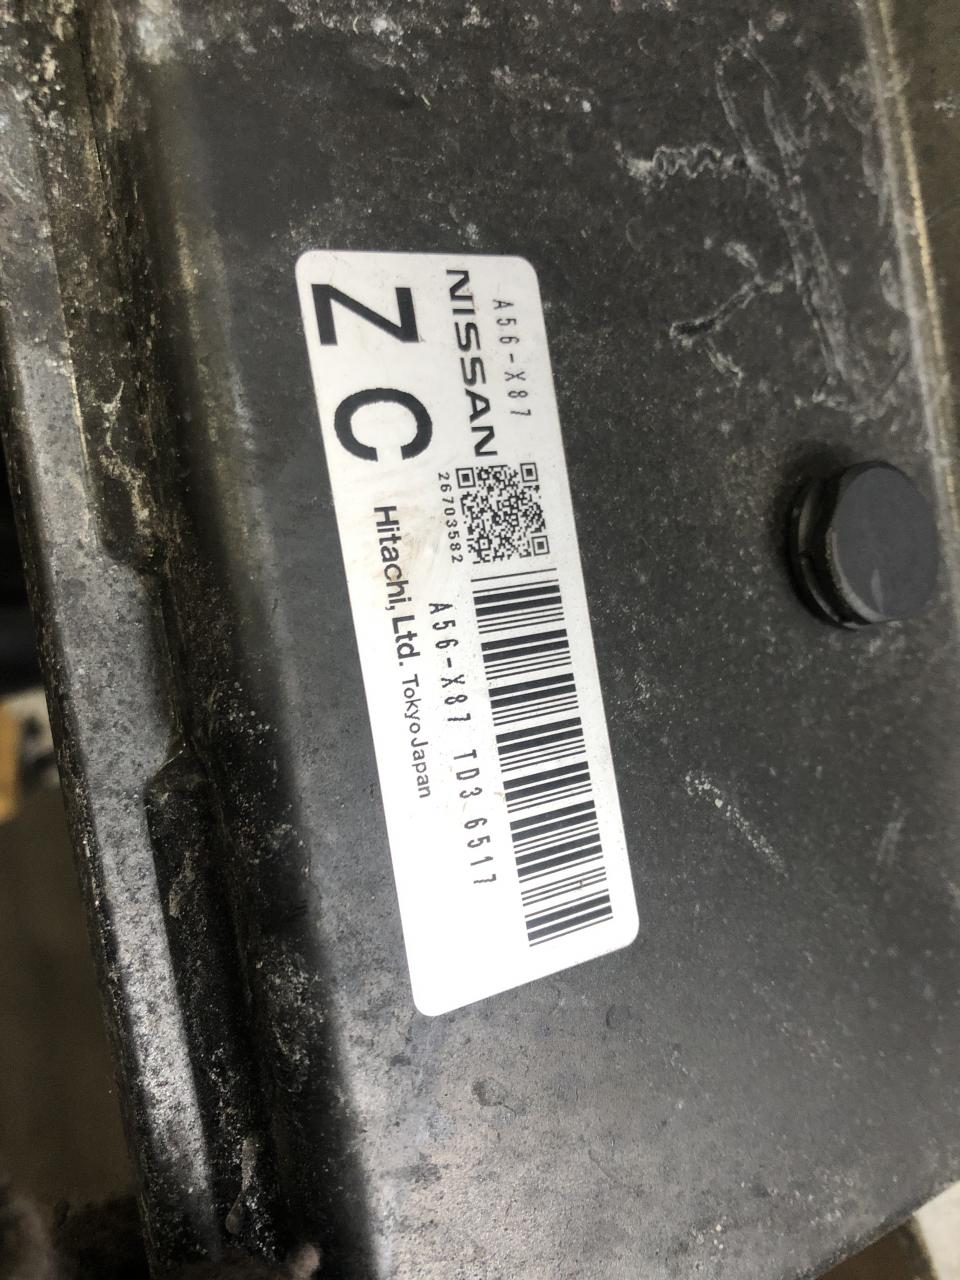 A56-X87
NISSAN
26703582
ZC
A56-X87 TD3 6517
Hitachi, Ltd. Tokyo Japan